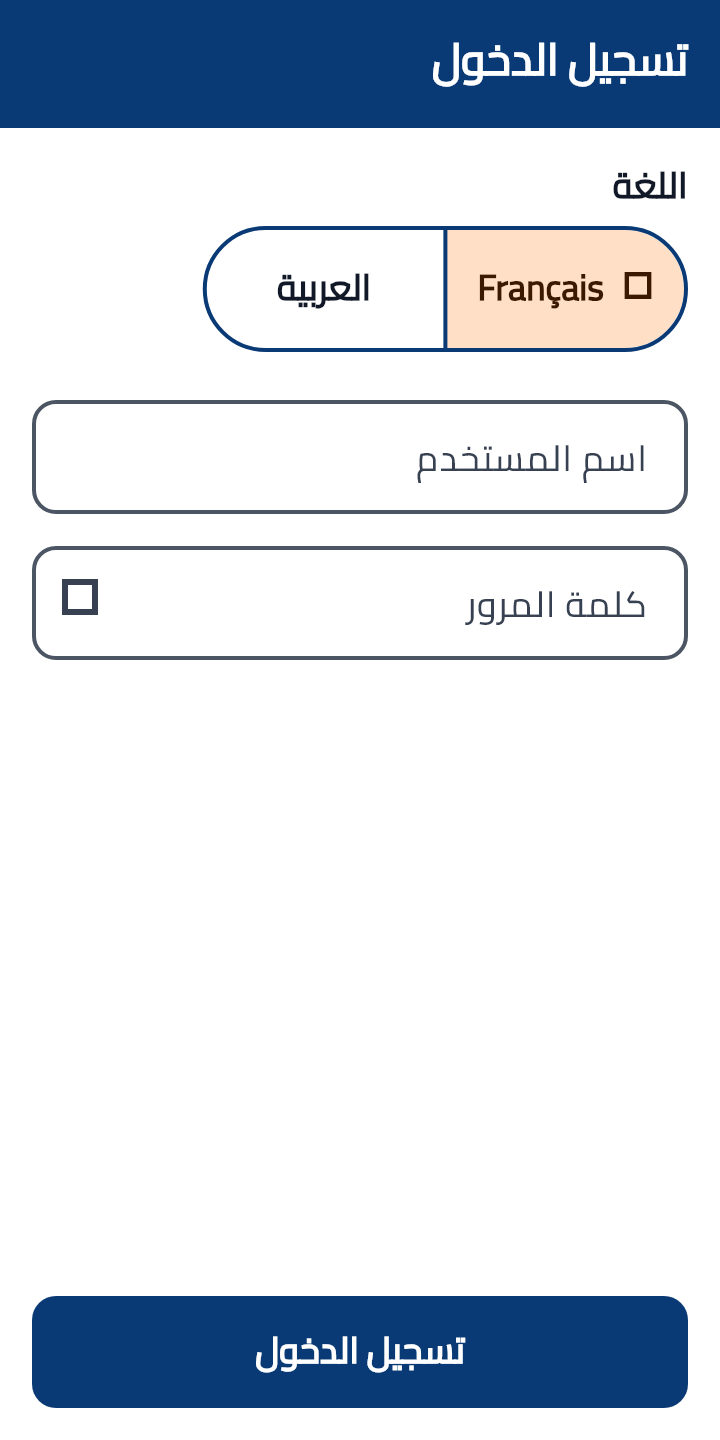 تسجيل الدخول
اللغة
Français
العربية
اسم المستخدم
كلمة المرور
تسجيل الدخول